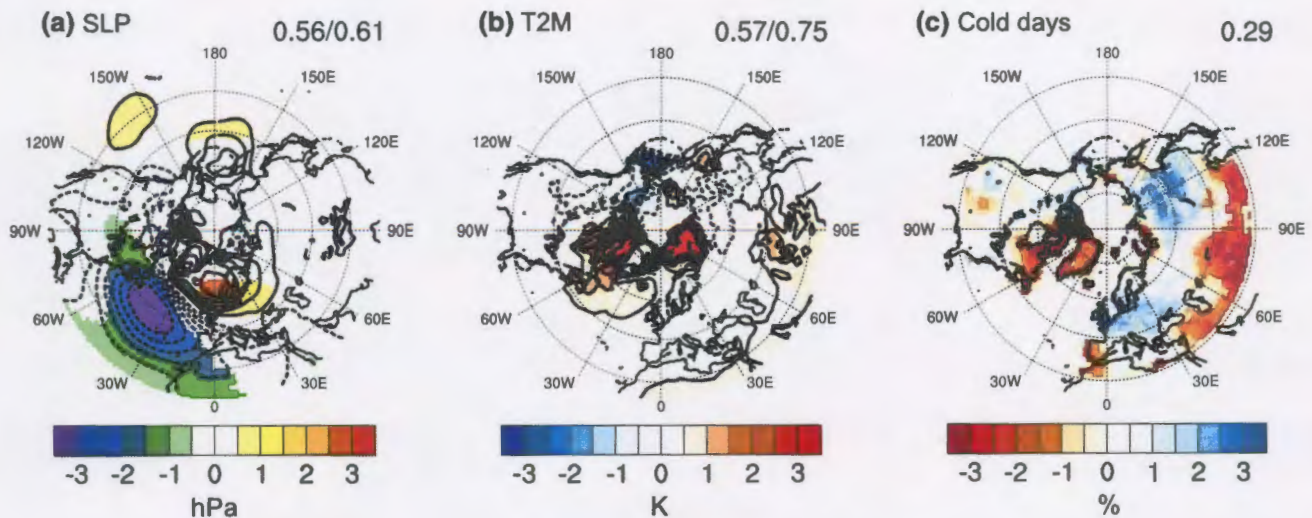 (a) SLP 0.56/0.61
180
150W 150E
120W 120E
90W 90E
60W 60E
30W 30E
0
-3 -2 -1 0 1 2 3
hPa
(b) T2M 0.57/0.75
180
150W 150E
120W 120E
90W 90E
60W 60E
30W 30E
0
-3 -2 -1 0 1 2 3
K
(c) Cold days 0.29
180
150W 150E
120W 120E
90W 90E
60W 60E
30W 30E
0
-3 -2 -1 0 1 2 3
%